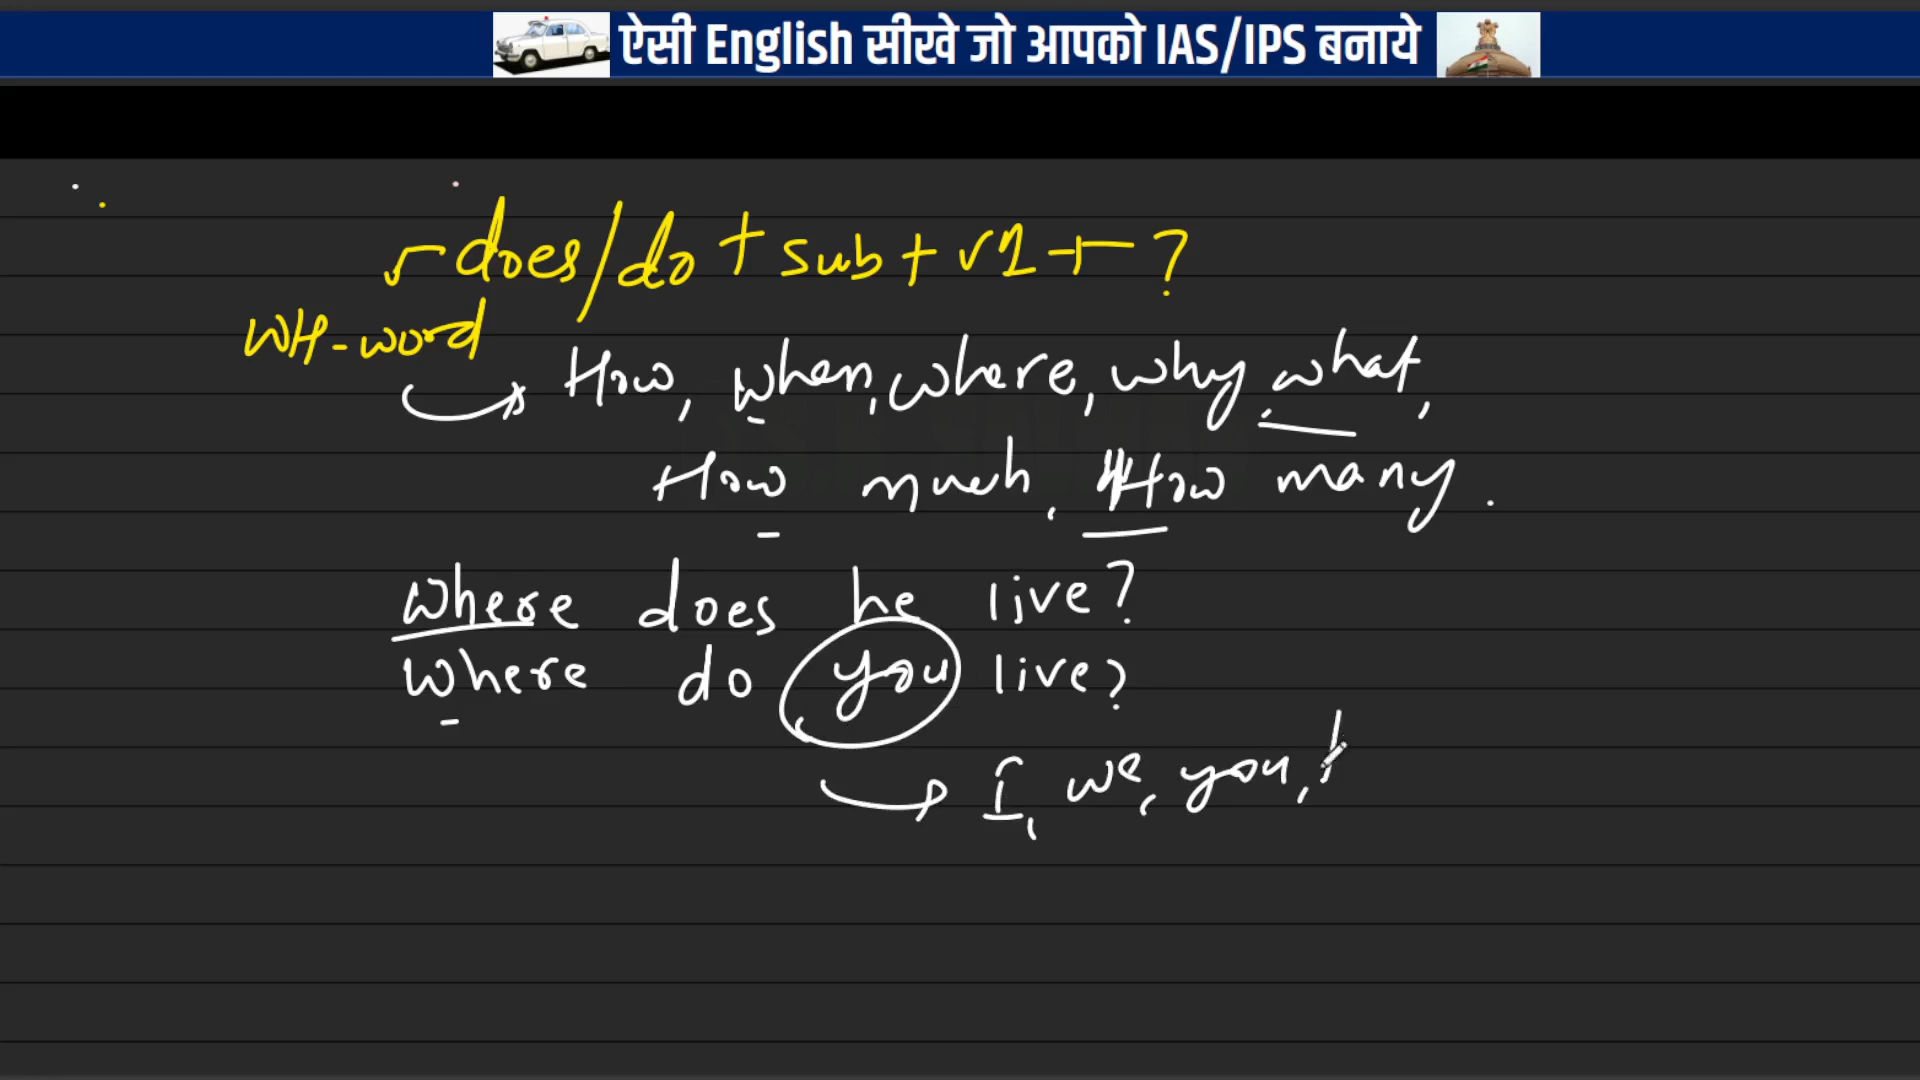 ऐसी English सीखे जो आपको IAS/IPS बनाये
does/do + sub + v1 + ?
WH-word
How, when, where, why what,
How much, How many.
Where does he live?
Where do you live?
I, we, you,